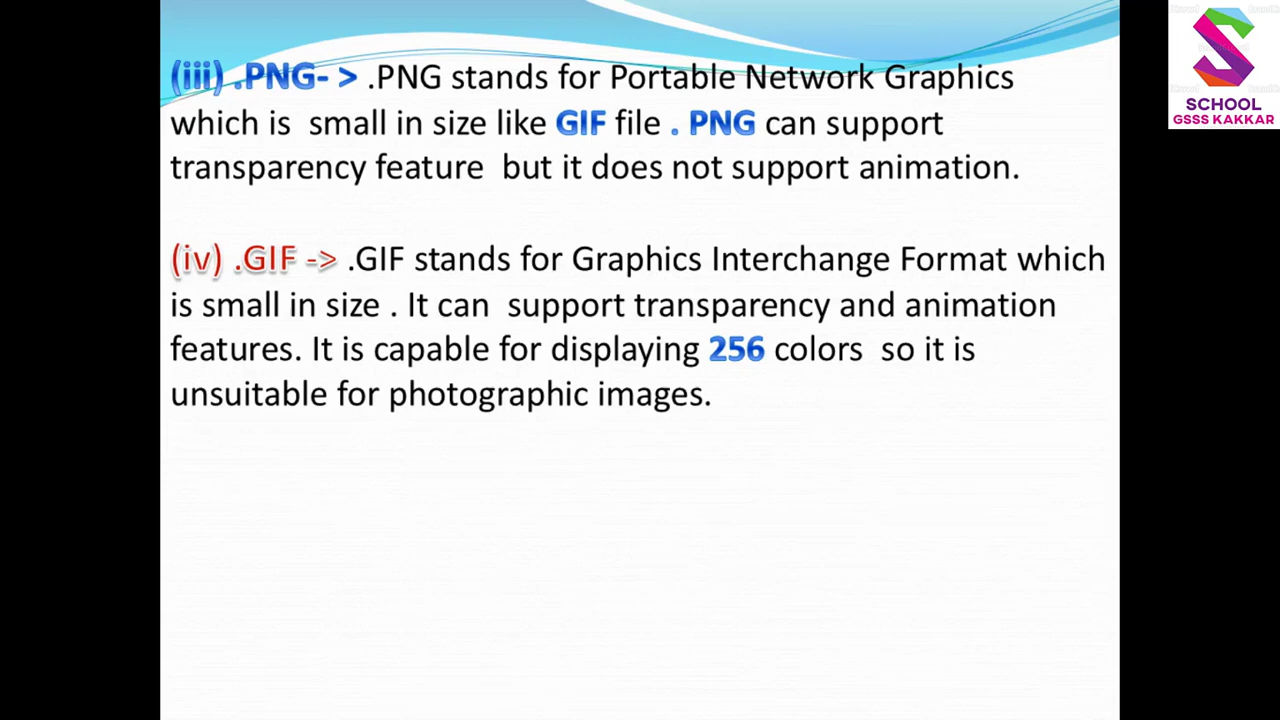 (iii) .PNG- > .PNG stands for Portable Network Graphics
which is small in size like GIF file . PNG can support
transparency feature but it does not support animation.
(iv) .GIF -> .GIF stands for Graphics Interchange Format which
is small in size . It can support transparency and animation
features. It is capable for displaying 256 colors so it is
unsuitable for photographic images.
SCHOOL
GSSS KAKKAR